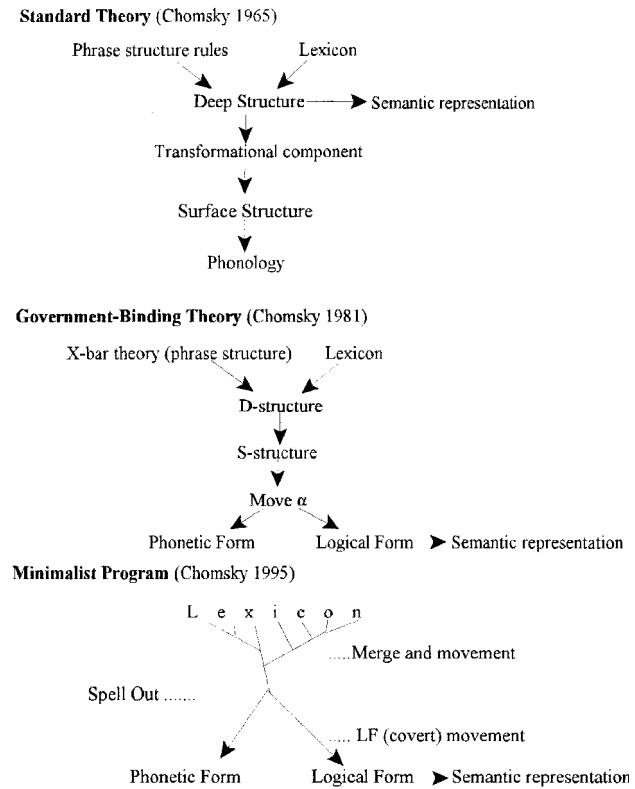 Standard Theory (Chomsky 1965)
Phrase structure rules Lexicon
Deep Structure Semantic representation
Transformational component
Surface Structure
Phonology
Government-Binding Theory (Chomsky 1981)
X-bar theory (phrase structure) Lexicon
D-structure
S-structure
Move α
Phonetic Form Logical Form Semantic representation
Minimalist Program (Chomsky 1995)
L e x i c o n
.....Merge and movement
Spell Out .......
..... LF (covert) movement
Phonetic Form Logical Form Semantic representation